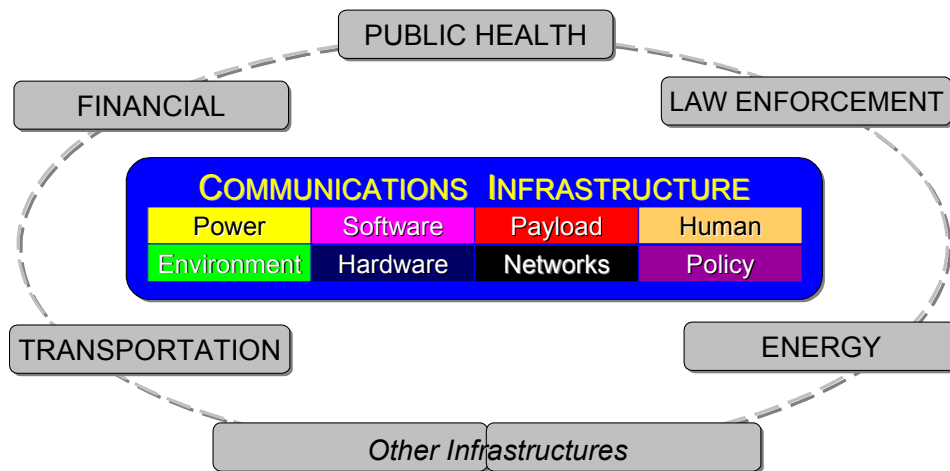 PUBLIC HEALTH
FINANCIAL
LAW ENFORCEMENT
COMMUNICATIONS INFRASTRUCTURE
Power Software Payload Human
Environment Hardware Networks Policy
TRANSPORTATION
ENERGY
Other Infrastructures